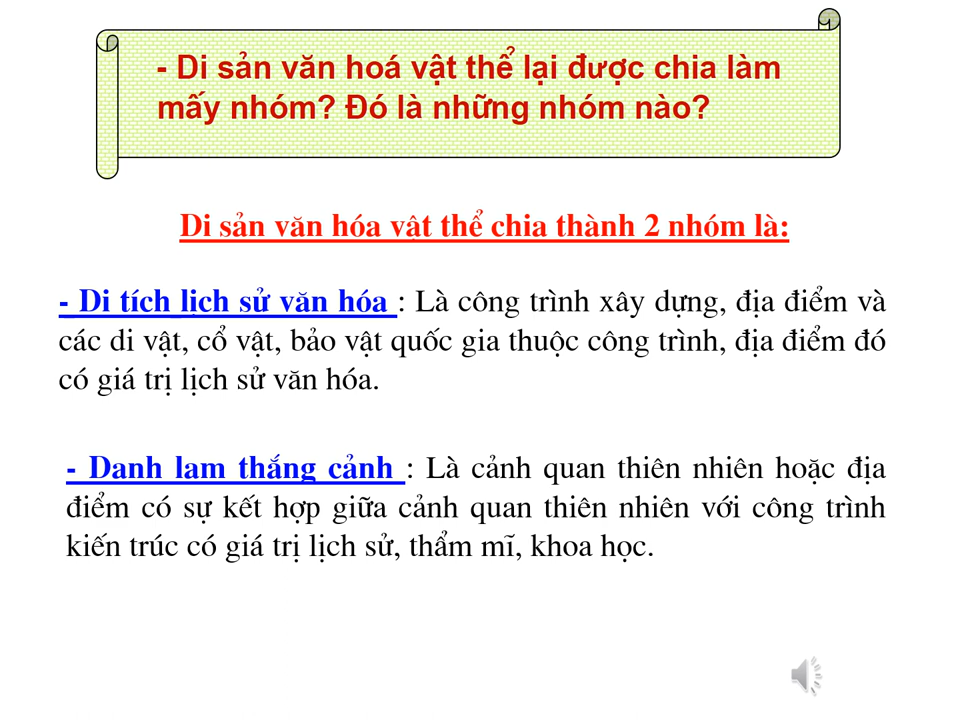 - Di sản văn hoá vật thể lại được chia làm
mấy nhóm? Đó là những nhóm nào?
Di sản văn hóa vật thể chia thành 2 nhóm là:
- Di tích lịch sử văn hóa : Là công trình xây dựng, địa điểm và
các di vật, cổ vật, bảo vật quốc gia thuộc công trình, địa điểm đó
có giá trị lịch sử văn hóa.
- Danh lam thắng cảnh : Là cảnh quan thiên nhiên hoặc địa
điểm có sự kết hợp giữa cảnh quan thiên nhiên với công trình
kiến trúc có giá trị lịch sử, thẩm mĩ, khoa học.